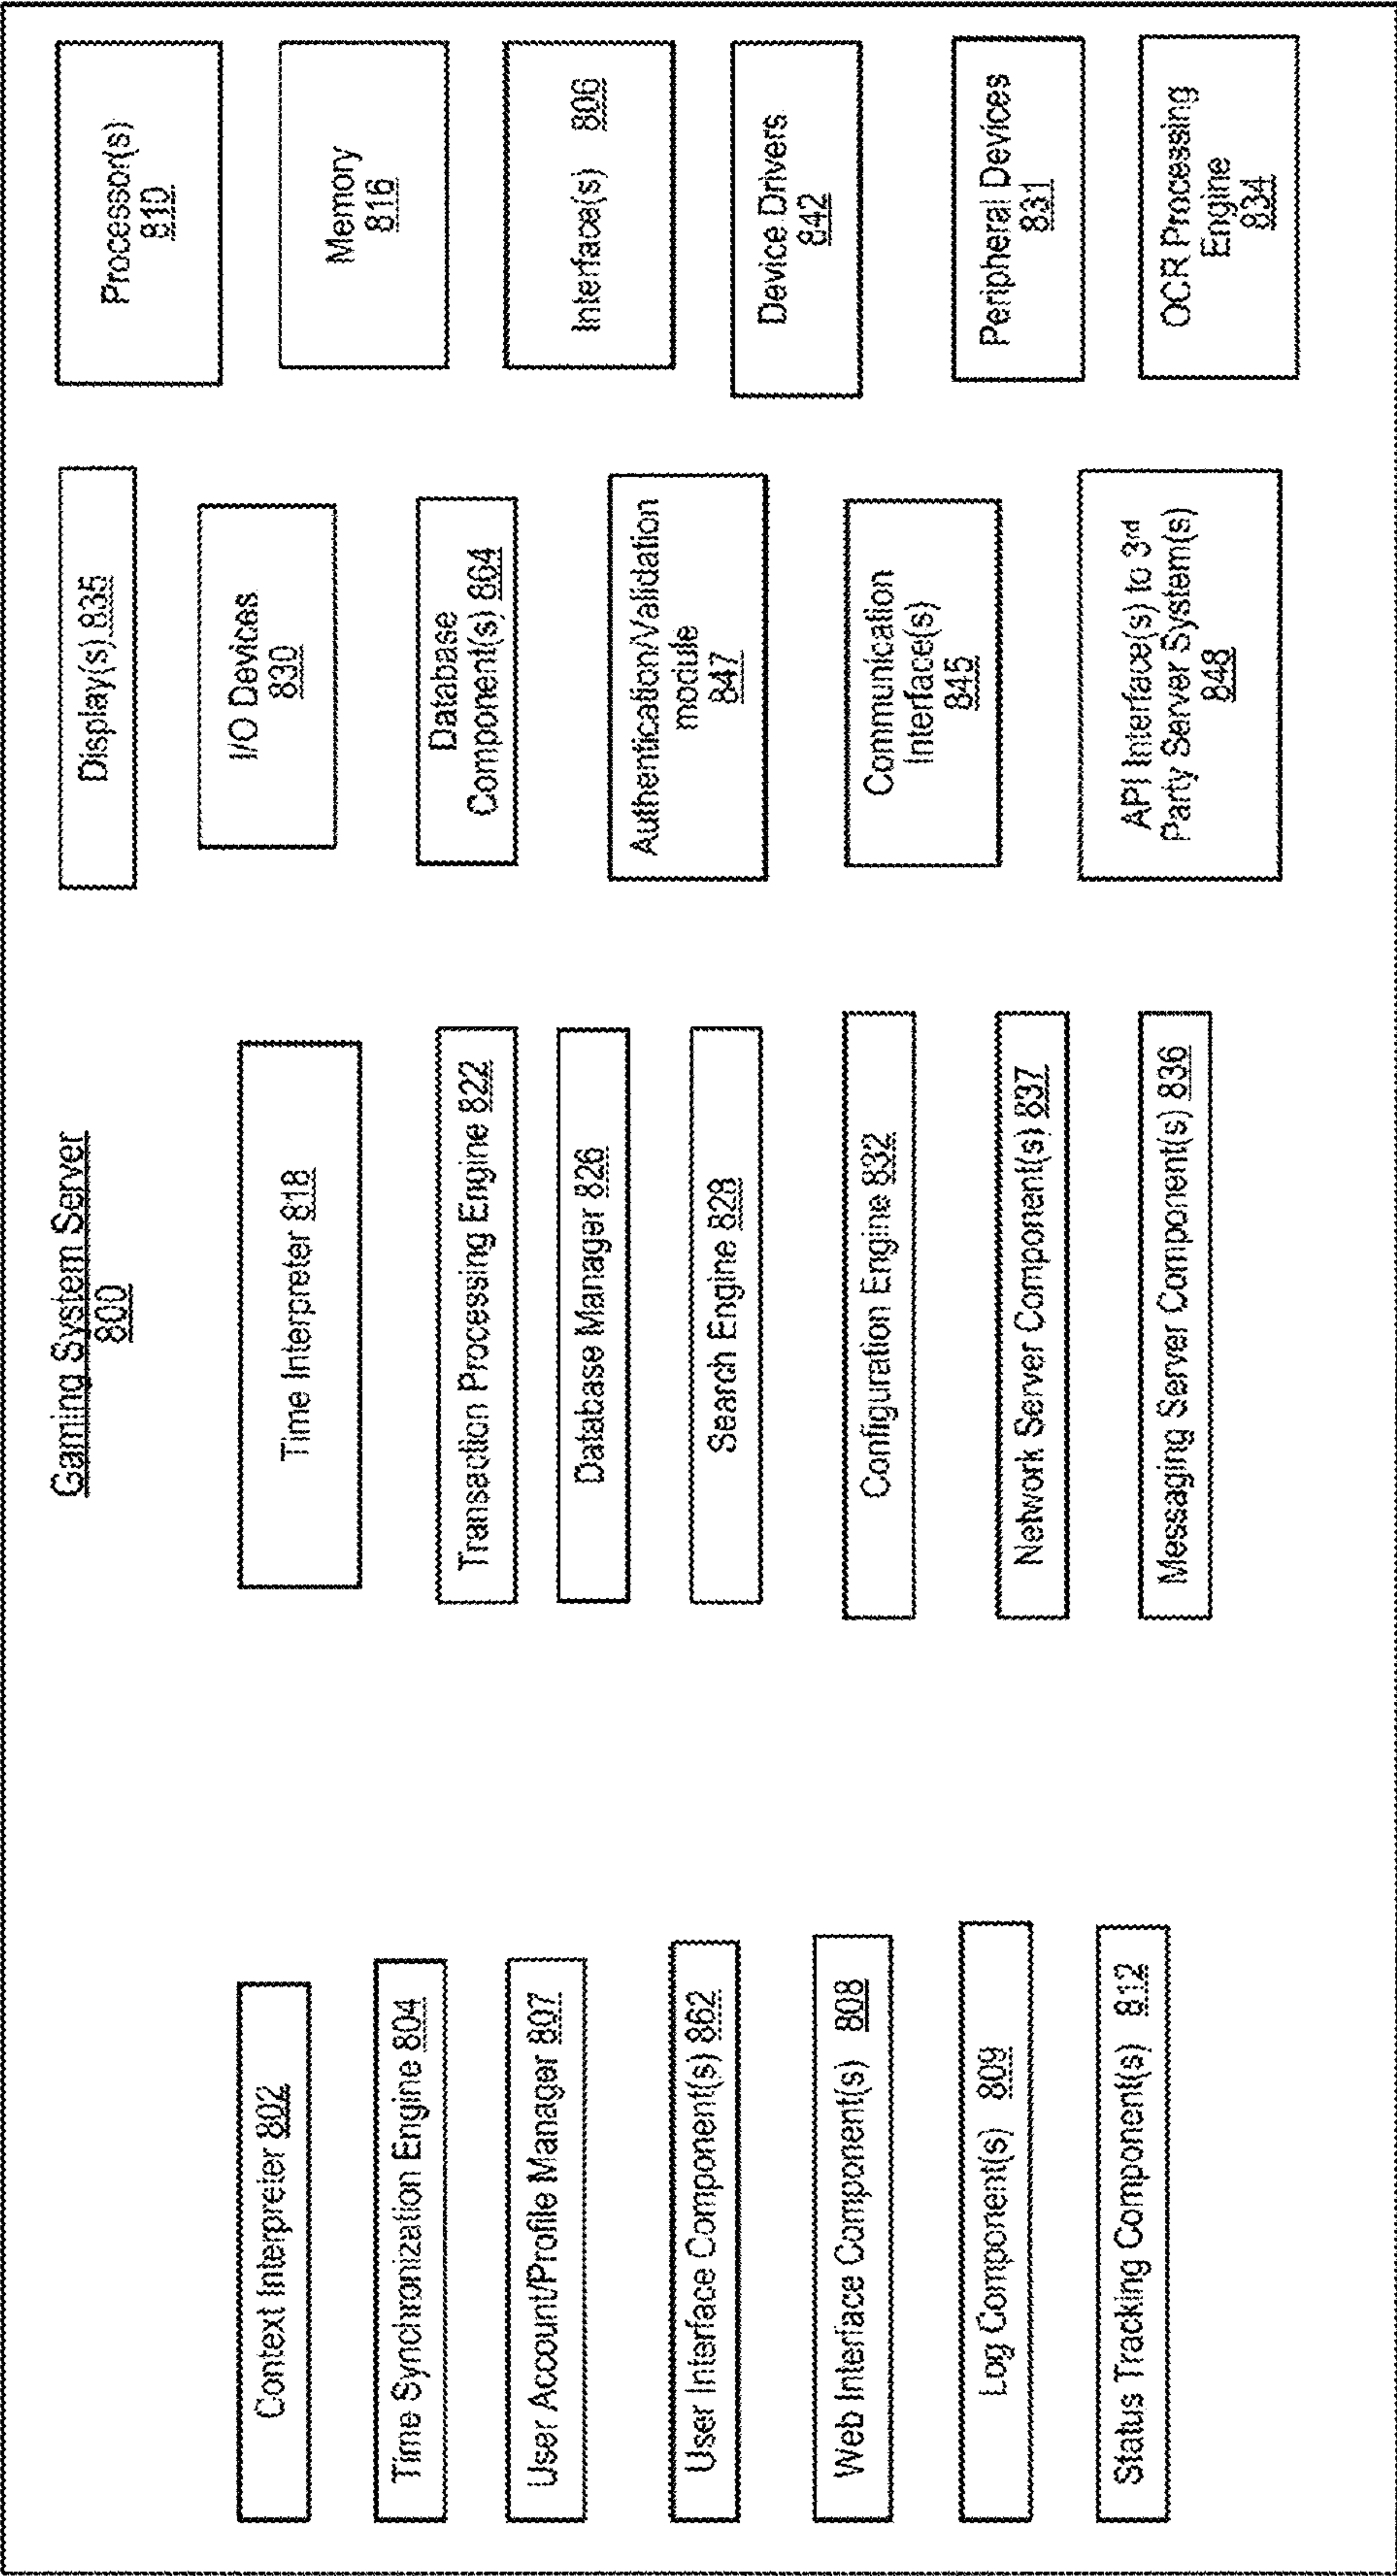 Gaming System Server
800
Context Interpreter 802
Time Synchronization Engine 804
User Account/Profile Manager 807
User Interface Component(s) 862
Web Interface Component(s) 808
Log Component(s) 809
Status Tracking Component(s) 812
Time Interpreter 818
Transaction Processing Engine 822
Database Manager 826
Search Engine 828
Configuration Engine 832
Network Server Component(s) 837
Messaging Server Component(s) 836
Display(s) 835
I/O Devices
830
Database
Component(s) 864
Authentication/Validation
module
847
Communication
Interface(s)
845
API Interface(s) to 3rd
Party Server System(s)
848
Processor(s)
810
Memory
816
Interface(s) 806
Device Drivers
842
Peripheral Devices
831
OCR Processing
Engine
834